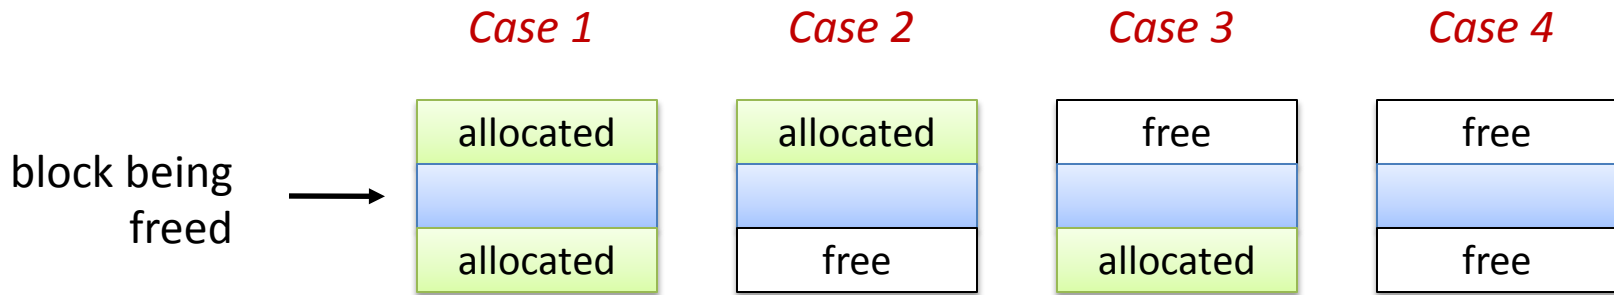 Case 1 Case 2 Case 3 Case 4
allocated allocated free free
block being
freed
allocated free allocated free